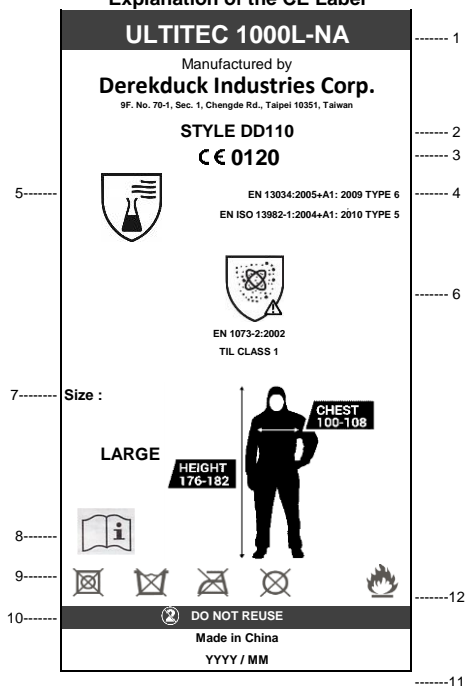 Explanation of the CE Label
ULTITEC 1000L-NA
------- 1
Manufactured by
Derekduck Industries Corp.
9F. No. 70-1, Sec. 1, Chengde Rd., Taipei 10351, Taiwan
STYLE DD110
------- 2
CE 0120
------- 3
5-------
EN 13034:2005+A1: 2009 TYPE 6
------- 4
EN ISO 13982-1:2004+A1: 2010 TYPE 5
------- 6
EN 1073-2:2002
TIL CLASS 1
7--------
Size :
CHEST
100-108
LARGE
HEIGHT
176-182
8-------
i
9-------
-------12
10-------
2 DO NOT REUSE
Made in China
YYYY / MM
-------11